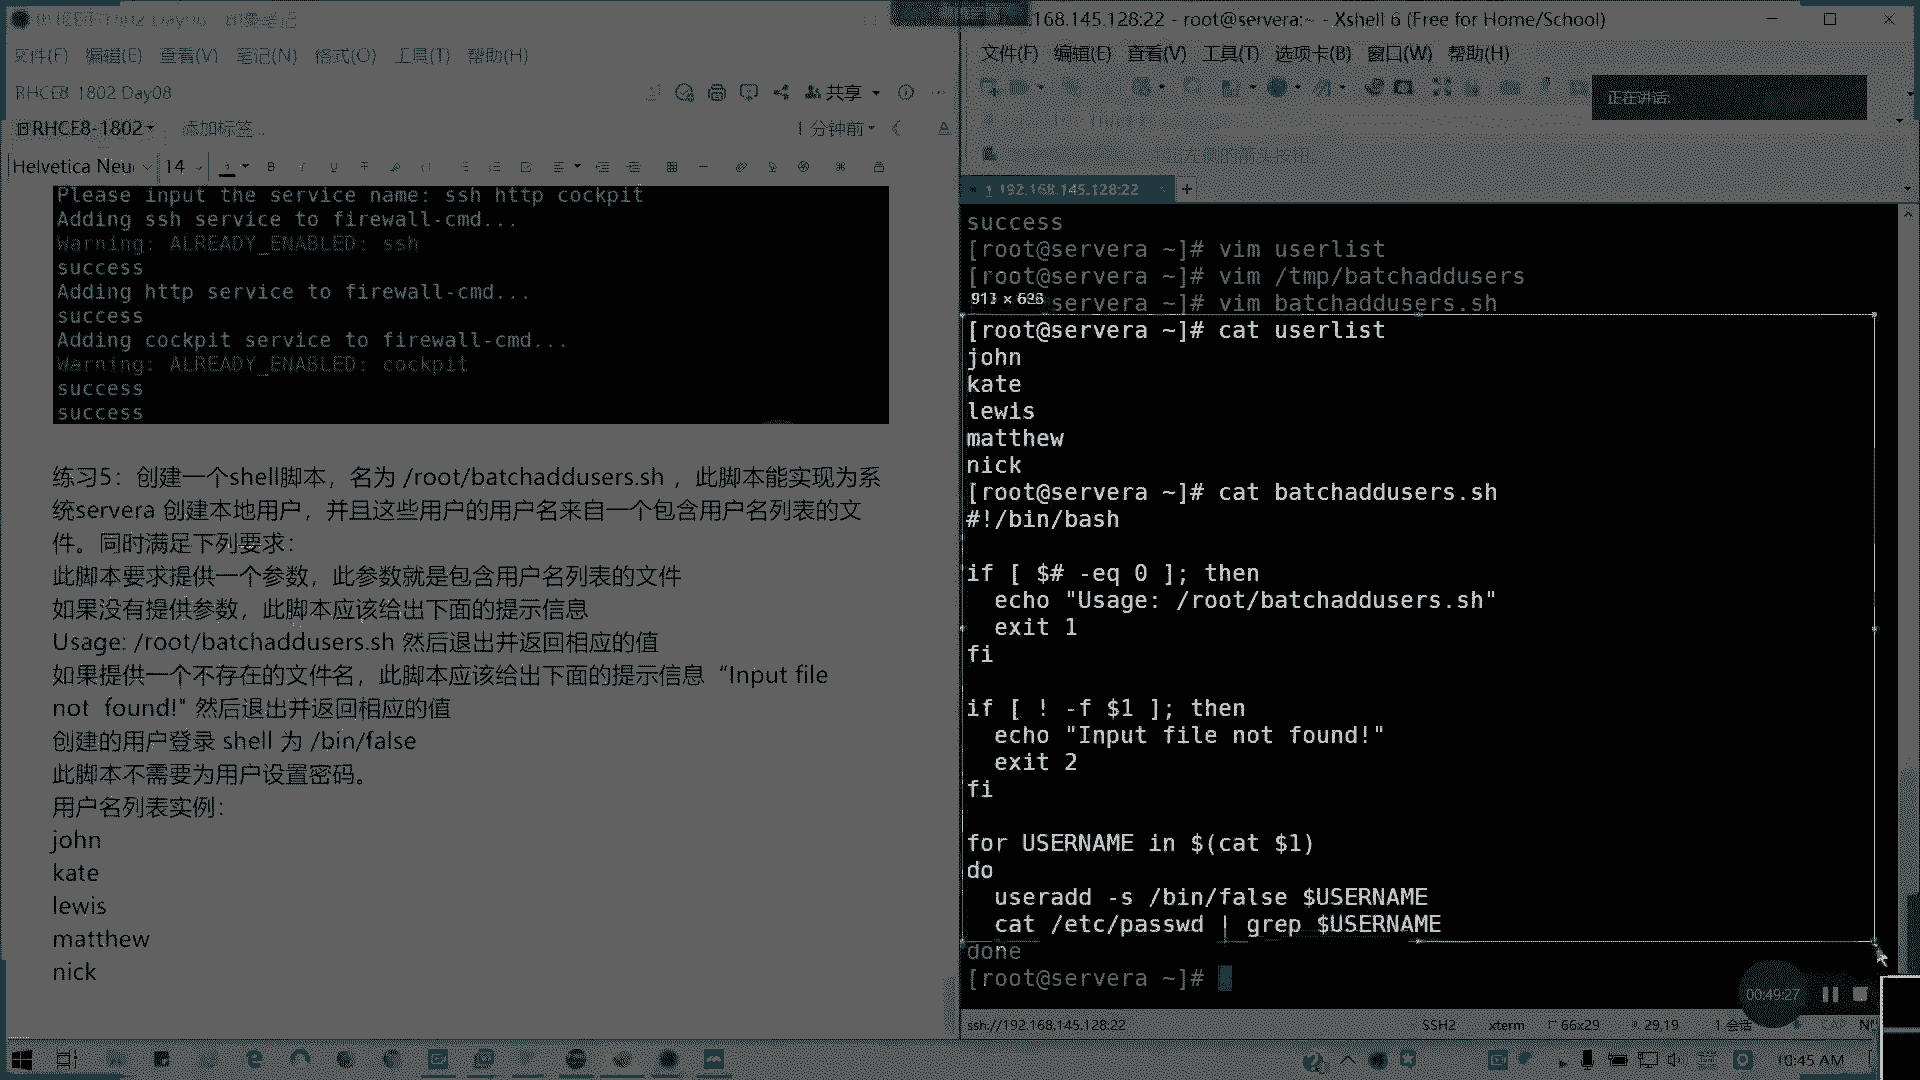 文件(F) 编辑(E) 查看(V) 笔记(N) 格式(O) 工具(T) 帮助(H)
RHCE8 1802 Day08
共享
RHCE8-1802
添加标签...
1 分钟前
Helvetica Neu
14
Please input the service name: ssh http cockpit
Adding ssh service to firewall-cmd...
Warning: ALREADY_ENABLED: ssh
success
Adding http service to firewall-cmd...
success
Adding cockpit service to firewall-cmd...
Warning: ALREADY_ENABLED: cockpit
success
success
练习5：创建一个shell脚本，名为 /root/batchaddusers.sh ，此脚本能实现为系
统servera 创建本地用户，并且这些用户的用户名来自一个包含用户名列表的文
件。同时满足下列要求：
此脚本要求提供一个参数，此参数就是包含用户名列表的文件
如果没有提供参数，此脚本应该给出下面的提示信息
Usage: /root/batchaddusers.sh 然后退出并返回相应的值
如果提供一个不存在的文件名，此脚本应该给出下面的提示信息“Input file
not found!" 然后退出并返回相应的值
创建的用户登录 shell 为 /bin/false
此脚本不需要为用户设置密码。
用户名列表实例：
john
kate
lewis
matthew
nick
168.145.128:22 - root@servera:~ - Xshell 6 (Free for Home/School)
文件(F) 编辑(E) 查看(V) 工具(T) 选项卡(B) 窗口(W) 帮助(H)
正在讲话:
击左侧的箭头按钮。
1 192.168.145.128:22
success
[root@servera ~]# vim userlist
[root@servera ~]# vim /tmp/batchaddusers
servera ~]# vim batchaddusers.sh
[root@servera ~]# cat userlist
john
kate
lewis
matthew
nick
[root@servera ~]# cat batchaddusers.sh
#!/bin/bash
if [ $# -eq 0 ]; then
echo "Usage: /root/batchaddusers.sh"
exit 1
fi
if [ ! -f $1 ]; then
echo "Input file not found!"
exit 2
fi
for USERNAME in $(cat $1)
do
useradd -s /bin/false $USERNAME
cat /etc/passwd | grep $USERNAME
done
[root@servera ~]#
00:49:27
ssh://192.168.145.128:22
SSH2
xterm
66x29
29,19
1 会话
CAP
10:45 AM